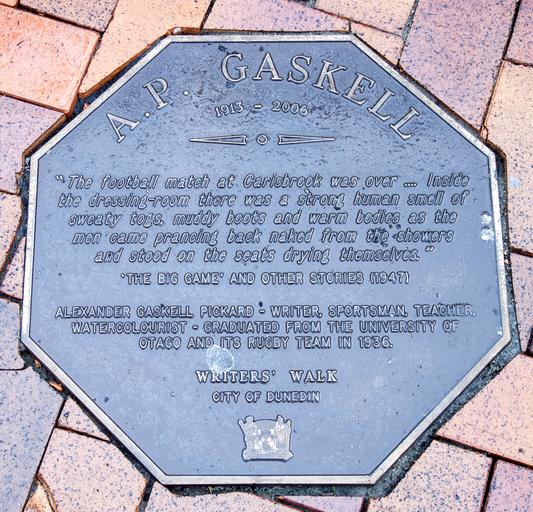 A.P. GASKELL
1913 - 2006
"The football match at Carisbrook was over .... Inside
the dressing-room there was a strong human smell of
sweaty togs, muddy boots and warm bodies as the
men came prancing back naked from the showers
and stood on the seats drying themselves."
'THE BIG GAME' AND OTHER STORIES (1947)
ALEXANDER GASKELL PICKARD - WRITER, SPORTSMAN, TEACHER,
WATERCOLOURIST - GRADUATED FROM THE UNIVERSITY OF
OTAGO AND ITS RUGBY TEAM IN 1936.
WRITERS' WALK
CITY OF DUNEDIN